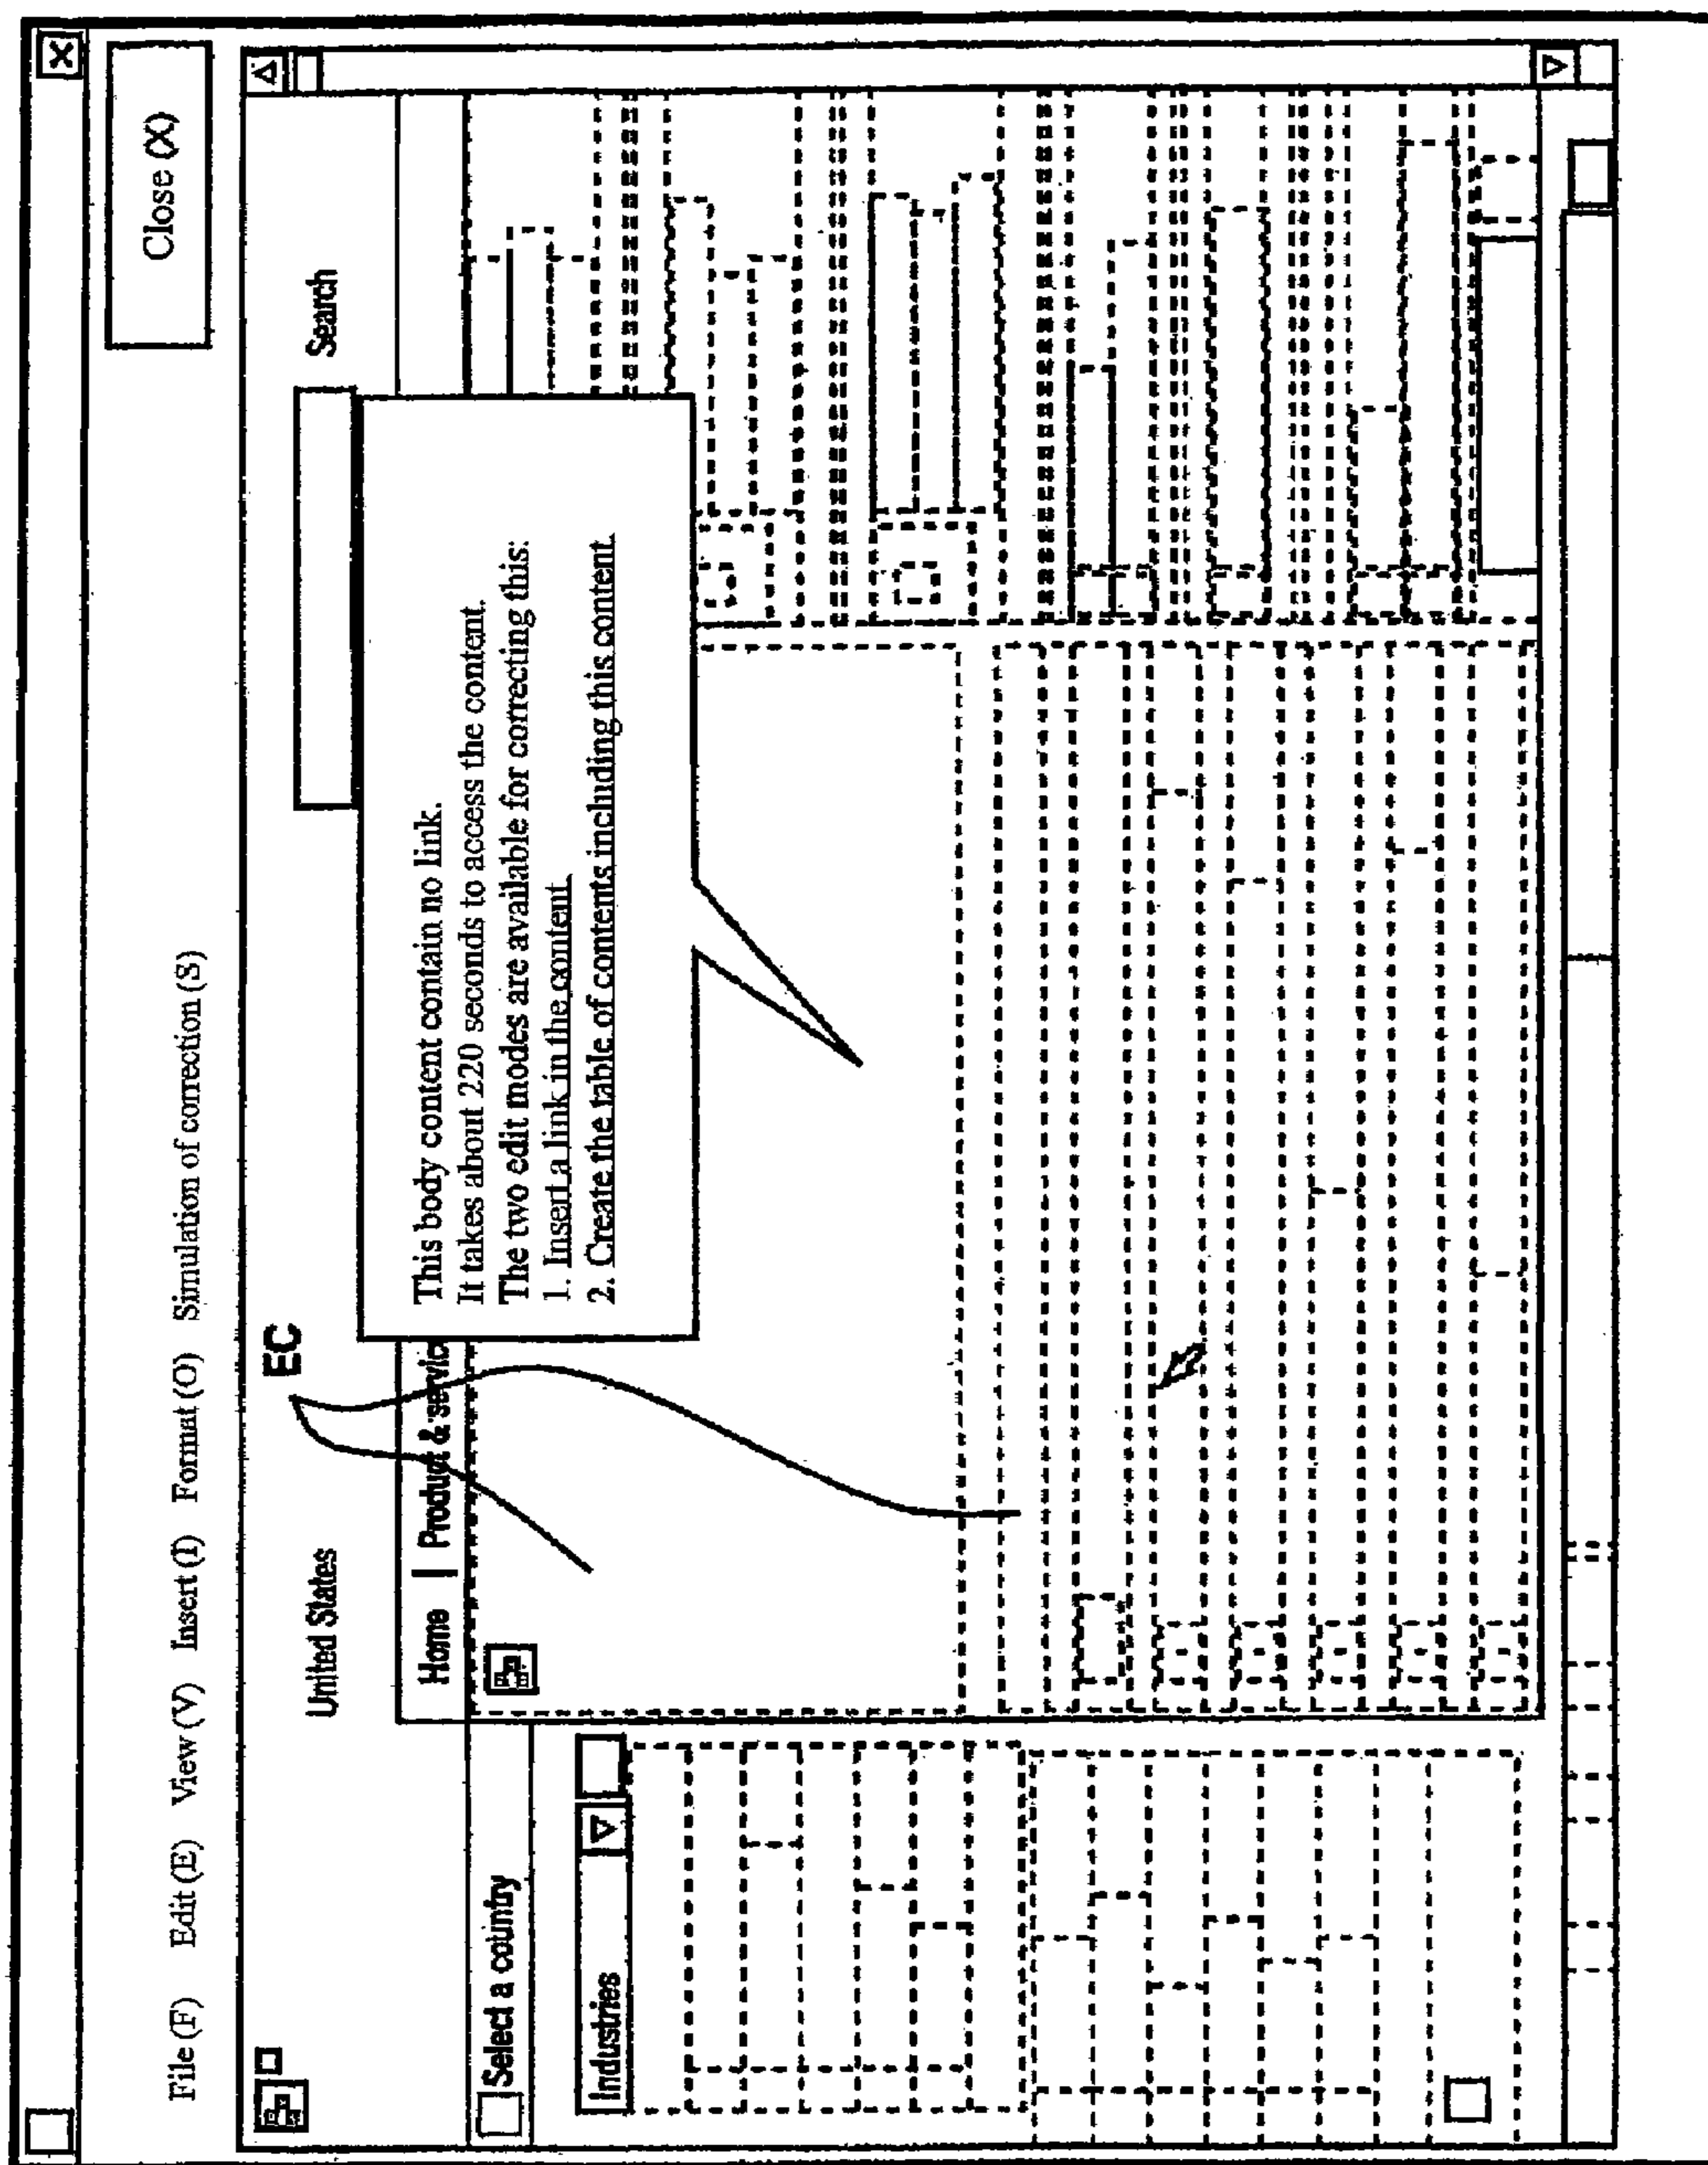 Close (X)
File (F) Edit (E) View (V) Insert (I) Format (O) Simulation of correction (S)
EC
United States
Search
Home | Product & servic
Select a country
Industries
This body content contain no link.
It takes about 220 seconds to access the content.
The two edit modes are available for correcting this:
1. Insert a link in the content.
2. Create the table of contents including this content.